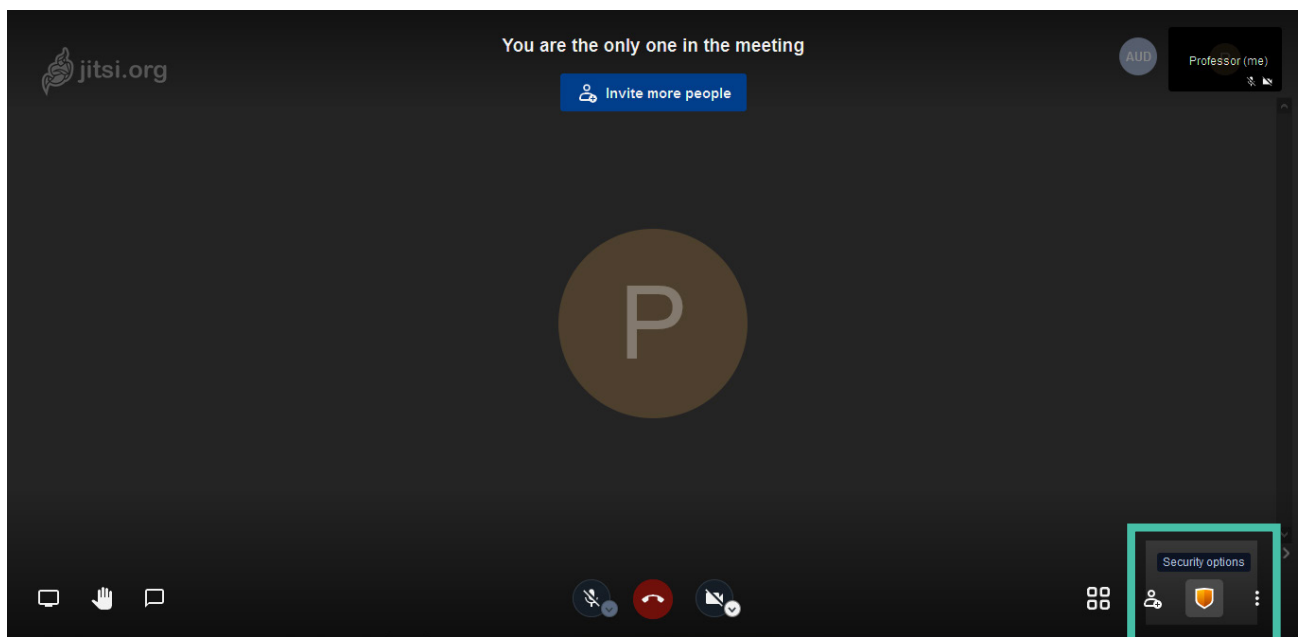 You are the only one in the meeting
jitsi.org
AUD
Professor (me)
Invite more people
P
Security options